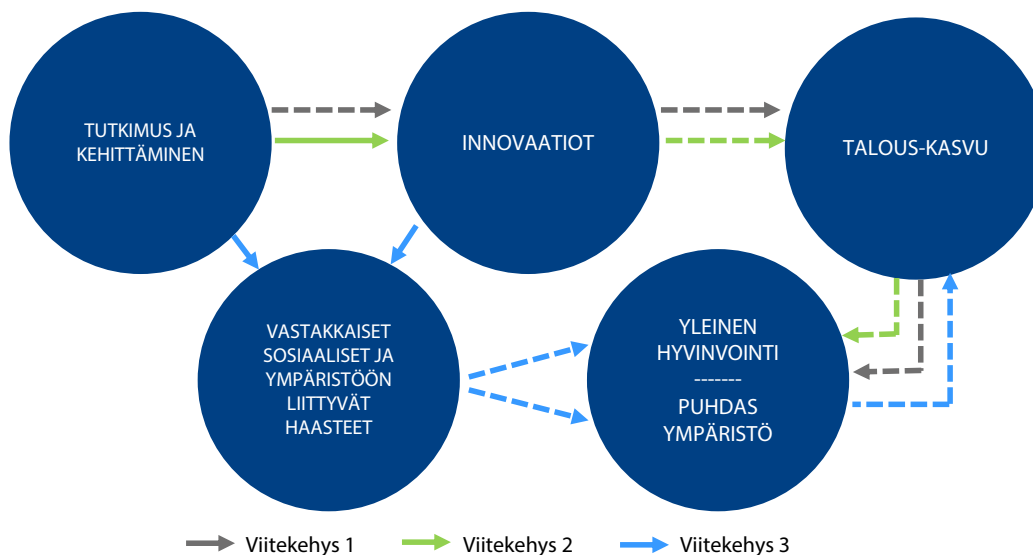 TUTKIMUS JA
KEHITTÄMINEN
INNOVAATIOT
TALOUS-KASVU
VASTAKKAISET
SOSIAALISET JA
YMPÄRISTÖÖN
LIITTYVÄT
HAASTEET
YLEINEN
HYVINVOINTI
-------
PUHDAS
YMPÄRISTÖ
Viitekehys 1
Viitekehys 2
Viitekehys 3